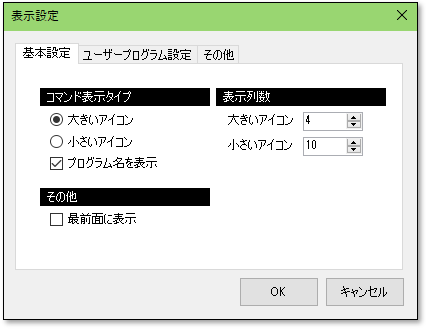 表示設定
基本設定 ユーザープログラム設定 その他
コマンド表示タイプ
大きいアイコン
小さいアイコン
プログラム名を表示
表示列数
大きいアイコン 4
小さいアイコン 10
その他
最前面に表示
OK キャンセル